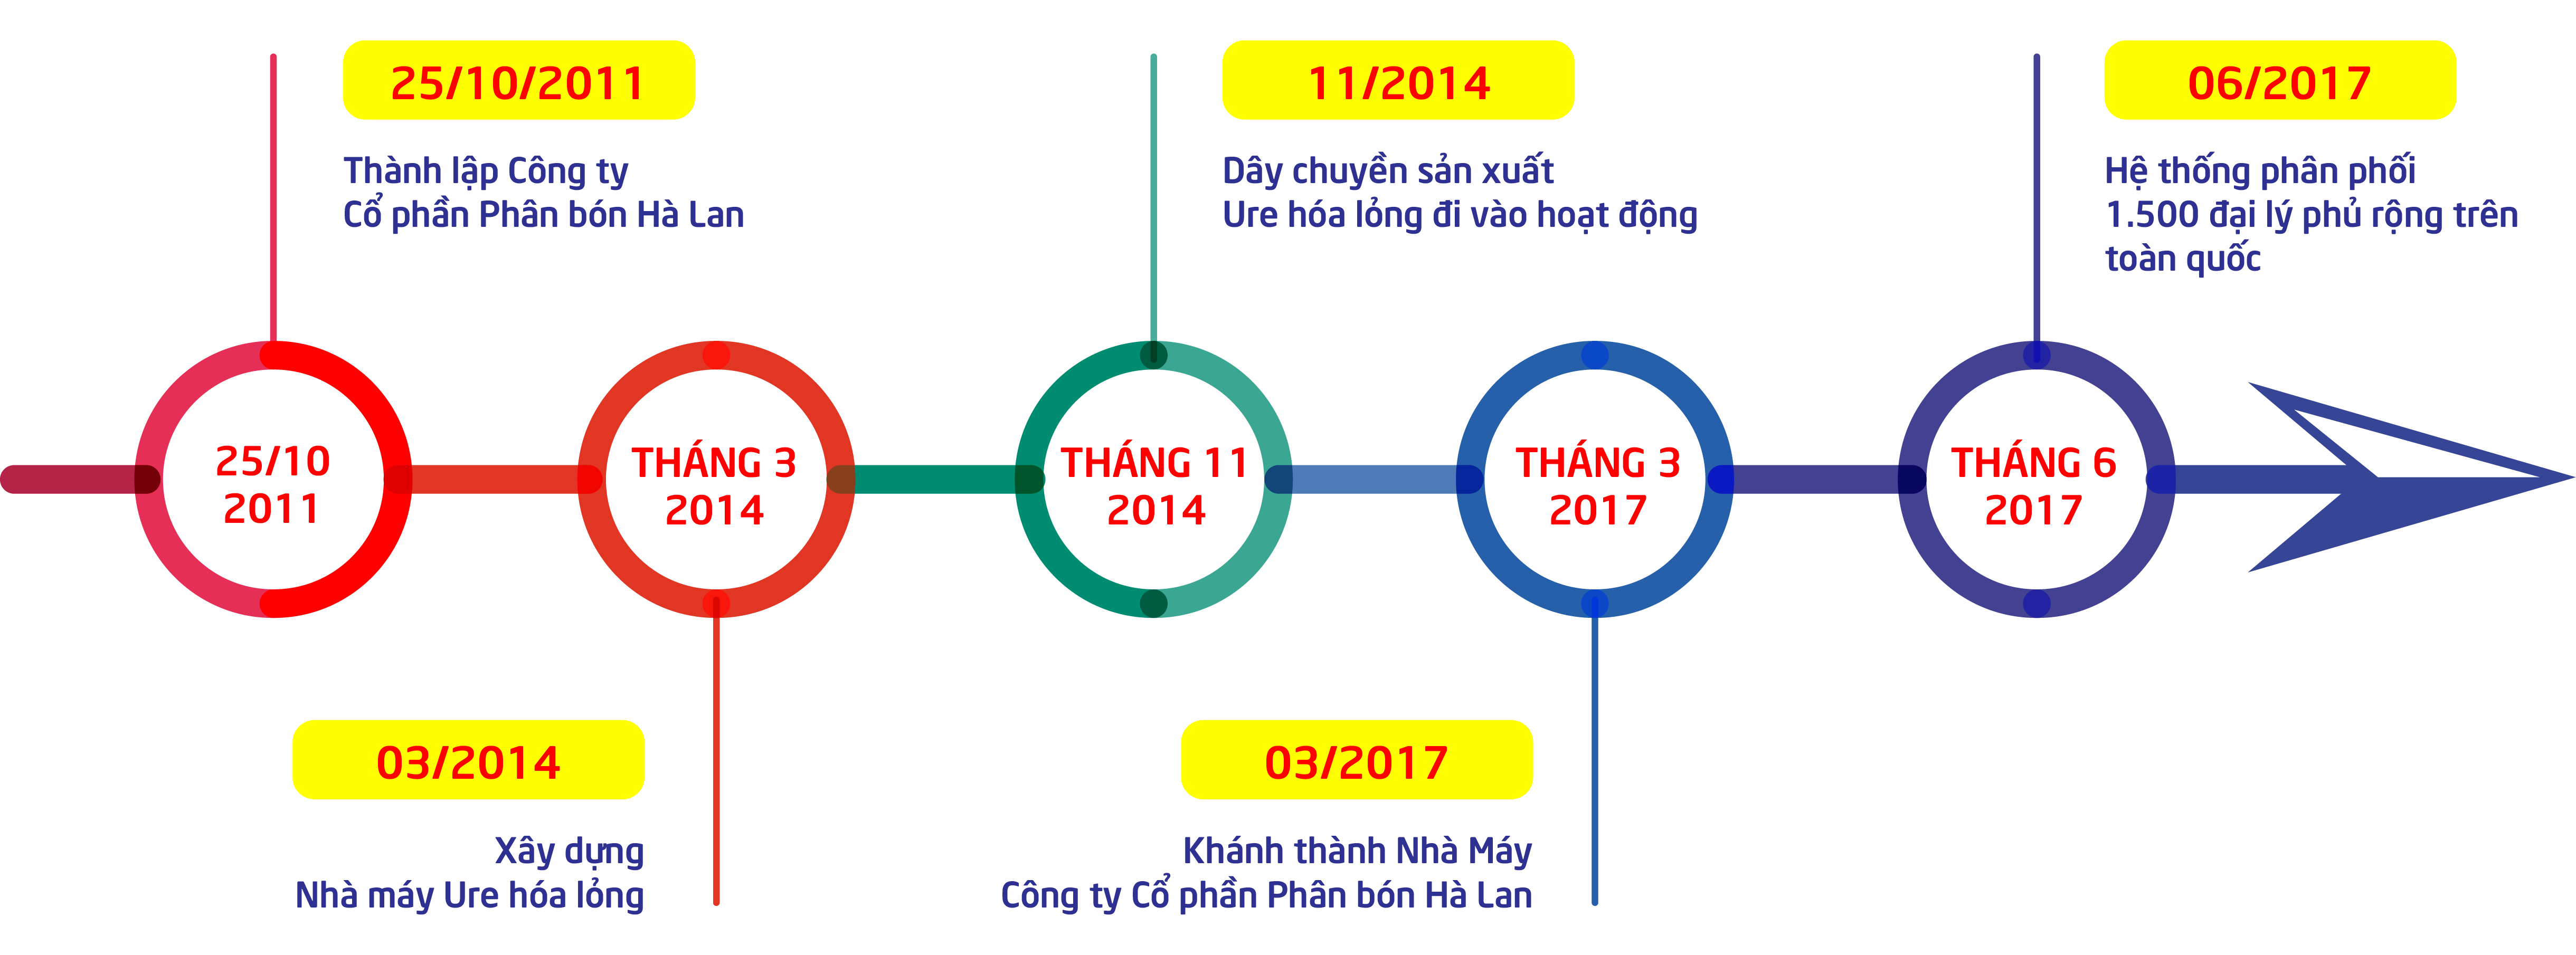 25/10/2011
Thành lập Công ty
Cổ phần Phân bón Hà Lan
11/2014
Dây chuyền sản xuất
Ure hóa lỏng đi vào hoạt động
06/2017
Hệ thống phân phối
1.500 đại lý phủ rộng trên
toàn quốc
25/10
2011
THÁNG 3
2014
THÁNG 11
2014
THÁNG 3
2017
THÁNG 6
2017
03/2014
Xây dựng
Nhà máy Ure hóa lỏng
03/2017
Khánh thành Nhà Máy
Công ty Cổ phần Phân bón Hà Lan